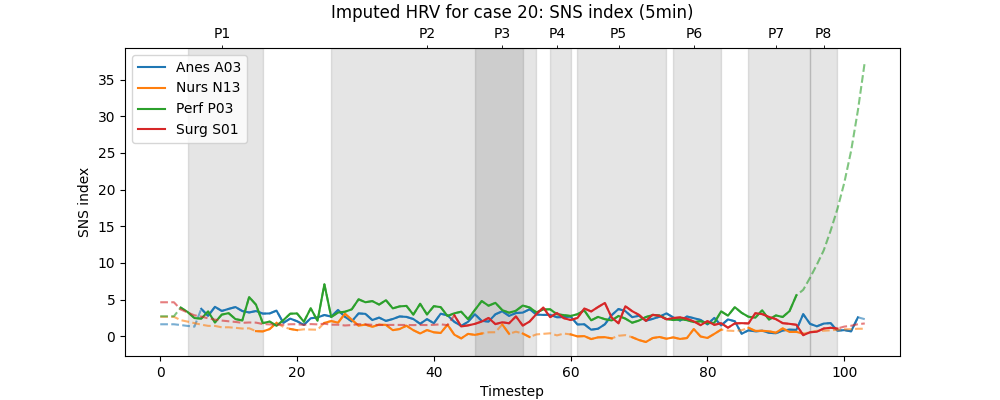 Imputed HRV for case 20: SNS index (5min)
P1 P2 P3 P4 P5 P6 P7 P8
Anes A03
Nurs N13
Perf P03
Surg S01
SNS index
35
30
25
20
15
10
5
0
0 20 40 60 80 100
Timestep